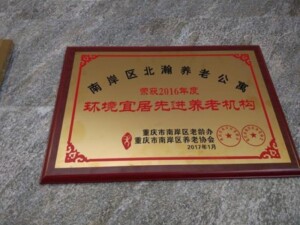 南岸区北瀚养老公寓
荣获2016年度
环境宜居先进养老机构
重庆市南岸区老龄办
重庆市南岸区养老协会
2017年1月